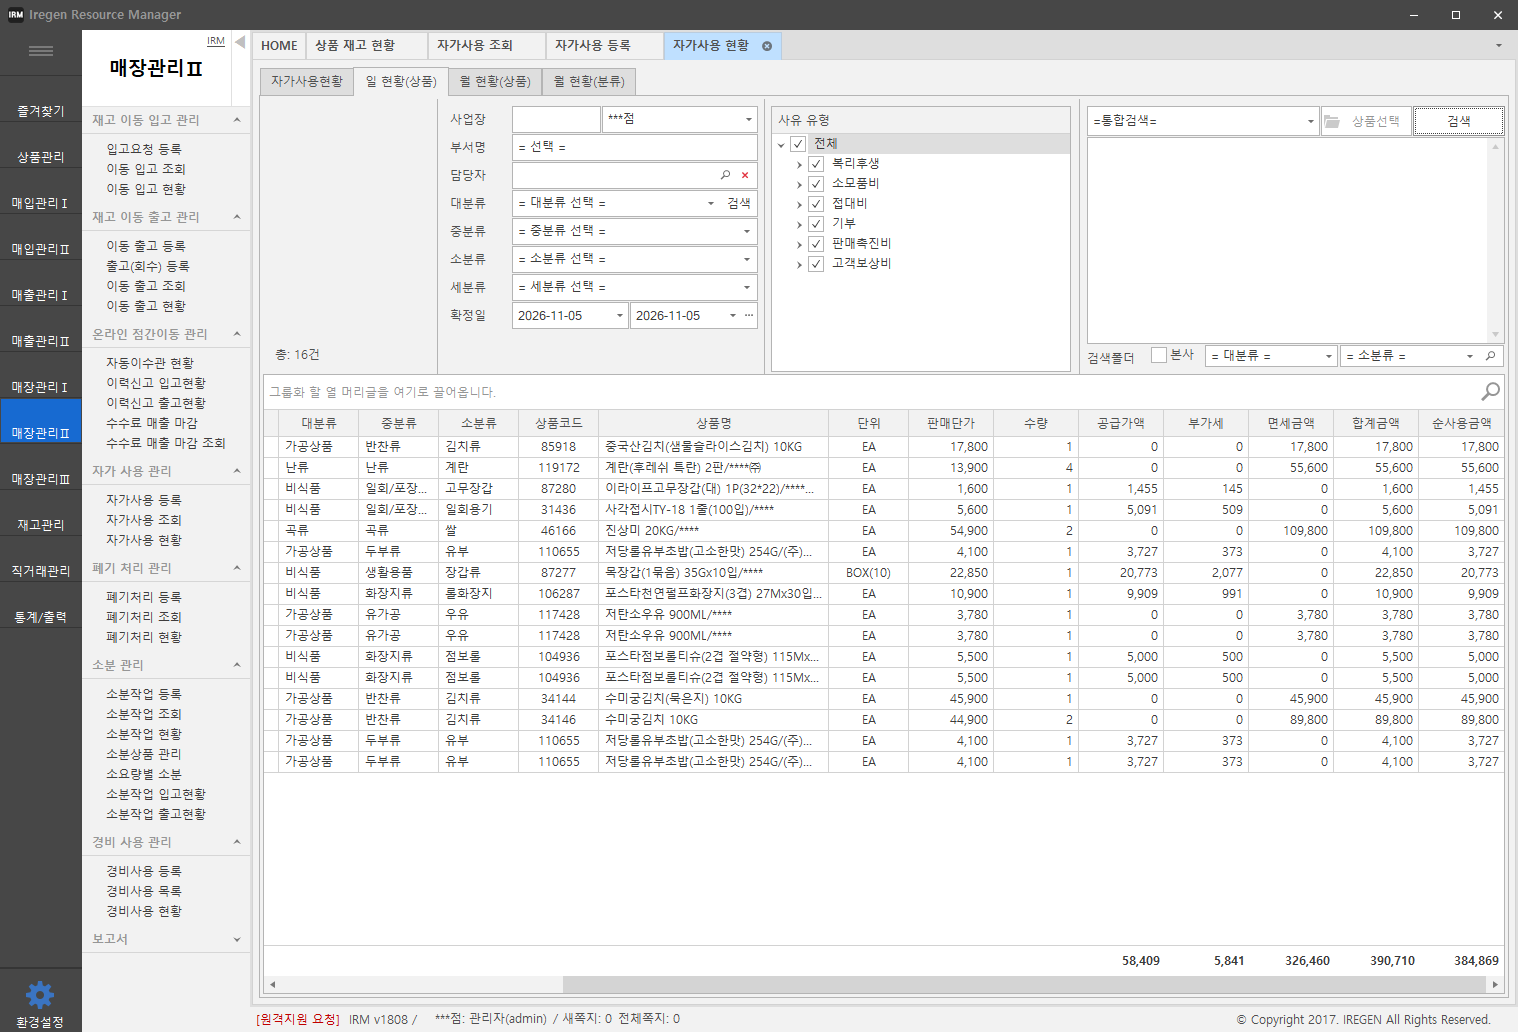 IRM Iregen Resource Manager
즐겨찾기
상품관리
매입관리Ⅰ
매입관리Ⅱ
매출관리Ⅰ
매출관리Ⅱ
매장관리Ⅰ
매장관리Ⅱ
매장관리Ⅲ
재고관리
직거래관리
통계/출력
환경설정
IRM
매장관리Ⅱ
재고 이동 입고 관리
입고요청 등록
이동 입고 조회
이동 입고 현황
재고 이동 출고 관리
이동 출고 등록
출고(회수) 등록
이동 출고 조회
이동 출고 현황
온라인 점간이동 관리
자동이수관 현황
이력신고 입고현황
이력신고 출고현황
수수료 매출 마감
수수료 매출 마감 조회
자가 사용 관리
자가사용 등록
자가사용 조회
자가사용 현황
폐기 처리 관리
폐기처리 등록
폐기처리 조회
폐기처리 현황
소분 관리
소분작업 등록
소분작업 조회
소분작업 현황
소분상품 관리
소요량별 소분
소분작업 입고현황
소분작업 출고현황
경비 사용 관리
경비사용 등록
경비사용 목록
경비사용 현황
보고서
HOME 상품 재고 현황 자가사용 조회 자가사용 등록 자가사용 현황
자가사용현황 일 현황(상품) 월 현황(상품) 월 현황(분류)
총: 16건
사업장 ***점
부서명 = 선택 =
담당자
대분류 = 대분류 선택 = 검색
중분류 = 중분류 선택 =
소분류 = 소분류 선택 =
세분류 = 세분류 선택 =
확정일 2026-11-05 2026-11-05 ...
사유 유형
전체
복리후생
소모품비
접대비
기부
판매촉진비
고객보상비
=통합검색= 상품선택 검색
검색폴더 본사 = 대분류 = = 소분류 =
그룹화 할 열 머리글을 여기로 끌어옵니다.
대분류 중분류 소분류 상품코드 상품명 단위 판매단가 수량 공급가액 부가세 면세금액 합계금액 순사용금액
가공상품 반찬류 김치류 85918 중국산김치(샘물슬라이스김치) 10KG EA 17,800 1 0 0 17,800 17,800 17,800
난류 난류 계란 119172 계란(후레쉬 특란) 2판/****㈜ EA 13,900 4 0 0 55,600 55,600 55,600
비식품 일회/포장... 고무장갑 87280 이라이프고무장갑(대) 1P(32*22)/****... EA 1,600 1 1,455 145 0 1,600 1,455
비식품 일회/포장... 일회용기 31436 사각접시TY-18 1줄(100입)/**** EA 5,600 1 5,091 509 0 5,600 5,091
곡류 곡류 쌀 46166 진상미 20KG/**** EA 54,900 2 0 0 109,800 109,800 109,800
가공상품 두부류 유부 110655 저당롤유부초밥(고소한맛) 254G/(주)... EA 4,100 1 3,727 373 0 4,100 3,727
비식품 생활용품 장갑류 87277 목장갑(1묶음) 35Gx10입/**** BOX(10) 22,850 1 20,773 2,077 0 22,850 20,773
비식품 화장지류 롤화장지 106287 포스타천연펄프화장지(3겹) 27Mx30입... EA 10,900 1 9,909 991 0 10,900 9,909
가공상품 유가공 우유 117428 저탄소우유 900ML/**** EA 3,780 1 0 0 3,780 3,780 3,780
가공상품 유가공 우유 117428 저탄소우유 900ML/**** EA 3,780 1 0 0 3,780 3,780 3,780
비식품 화장지류 점보롤 104936 포스타점보롤티슈(2겹 절약형) 115Mx... EA 5,500 1 5,000 500 0 5,500 5,000
비식품 화장지류 점보롤 104936 포스타점보롤티슈(2겹 절약형) 115Mx... EA 5,500 1 5,000 500 0 5,500 5,000
가공상품 반찬류 김치류 34144 수미궁김치(묵은지) 10KG EA 45,900 1 0 0 45,900 45,900 45,900
가공상품 반찬류 김치류 34146 수미궁김치 10KG EA 44,900 2 0 0 89,800 89,800 89,800
가공상품 두부류 유부 110655 저당롤유부초밥(고소한맛) 254G/(주)... EA 4,100 1 3,727 373 0 4,100 3,727
가공상품 두부류 유부 110655 저당롤유부초밥(고소한맛) 254G/(주)... EA 4,100 1 3,727 373 0 4,100 3,727
58,409 5,841 326,460 390,710 384,869
[원격지원 요청] IRM v1808 / ***점: 관리자(admin) / 새쪽지: 0 전체쪽지: 0
© Copyright 2017. IREGEN All Rights Reserved.